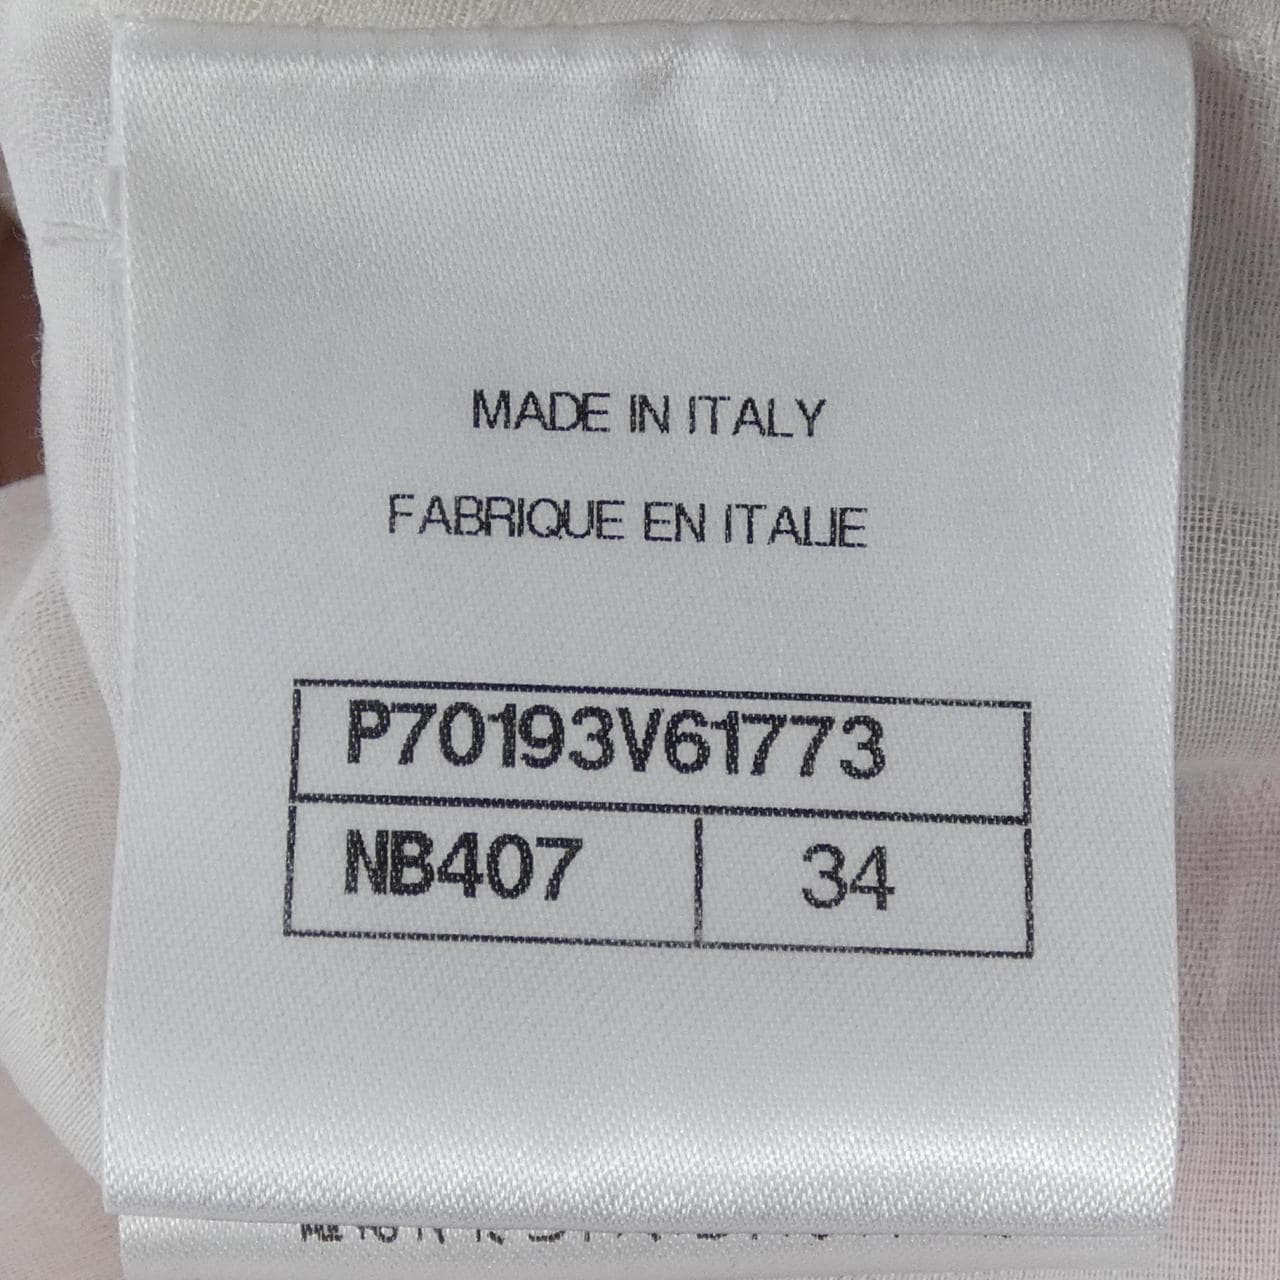 MADE IN ITALY
FABRIQUE EN ITALIE
P70193V61773
NB407 34